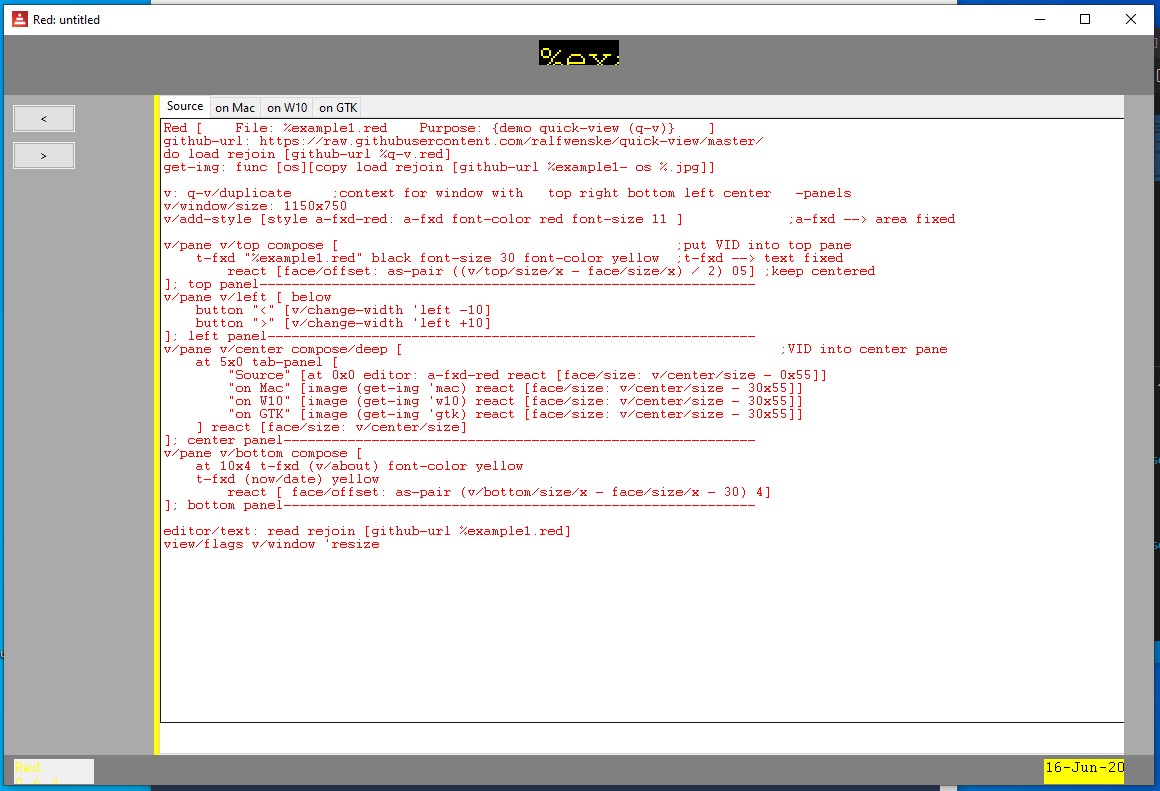 Red: untitled
%ex
<
>
Source on Mac on W10 on GTK
Red [    File: %example1.red    Purpose: {demo quick-view (q-v)}    ]
github-url: https://raw.githubusercontent.com/ralfwenske/quick-view/master/
do load rejoin [github-url %q-v.red]
get-img: func [os][copy load rejoin [github-url %example1- os %.jpg]]
v: q-v/duplicate     ;context for window with   top right bottom left center   -panels
v/window/size: 1150x750
v/add-style [style a-fxd-red: a-fxd font-color red font-size 11 ]             ;a-fxd --> area fixed
v/pane v/top compose [                                          ;put VID into top pane
    t-fxd "%example1.red" black font-size 30 font-color yellow  ;t-fxd --> text fixed
        react [face/offset: as-pair ((v/top/size/x - face/size/x) / 2) 05] ;keep centered
]; top panel--------------------------------------------------------------
v/pane v/left [ below
    button "<" [v/change-width 'left -10]
    button ">" [v/change-width 'left +10]
]; left panel-------------------------------------------------------------
v/pane v/center compose/deep [                                               ;VID into center pane
    at 5x0 tab-panel [
        "Source" [at 0x0 editor: a-fxd-red react [face/size: v/center/size - 0x55]]
        "on Mac" [image (get-img 'mac) react [face/size: v/center/size - 30x55]]
        "on W10" [image (get-img 'w10) react [face/size: v/center/size - 30x55]]
        "on GTK" [image (get-img 'gtk) react [face/size: v/center/size - 30x55]]
    ] react [face/size: v/center/size]
]; center panel-----------------------------------------------------------
v/pane v/bottom compose [
    at 10x4 t-fxd (v/about) font-color yellow
    t-fxd (now/date) yellow
        react [ face/offset: as-pair (v/bottom/size/x - face/size/x - 30) 4]
]; bottom panel-----------------------------------------------------------
editor/text: read rejoin [github-url %example1.red]
view/flags v/window 'resize
Red
16-Jun-20